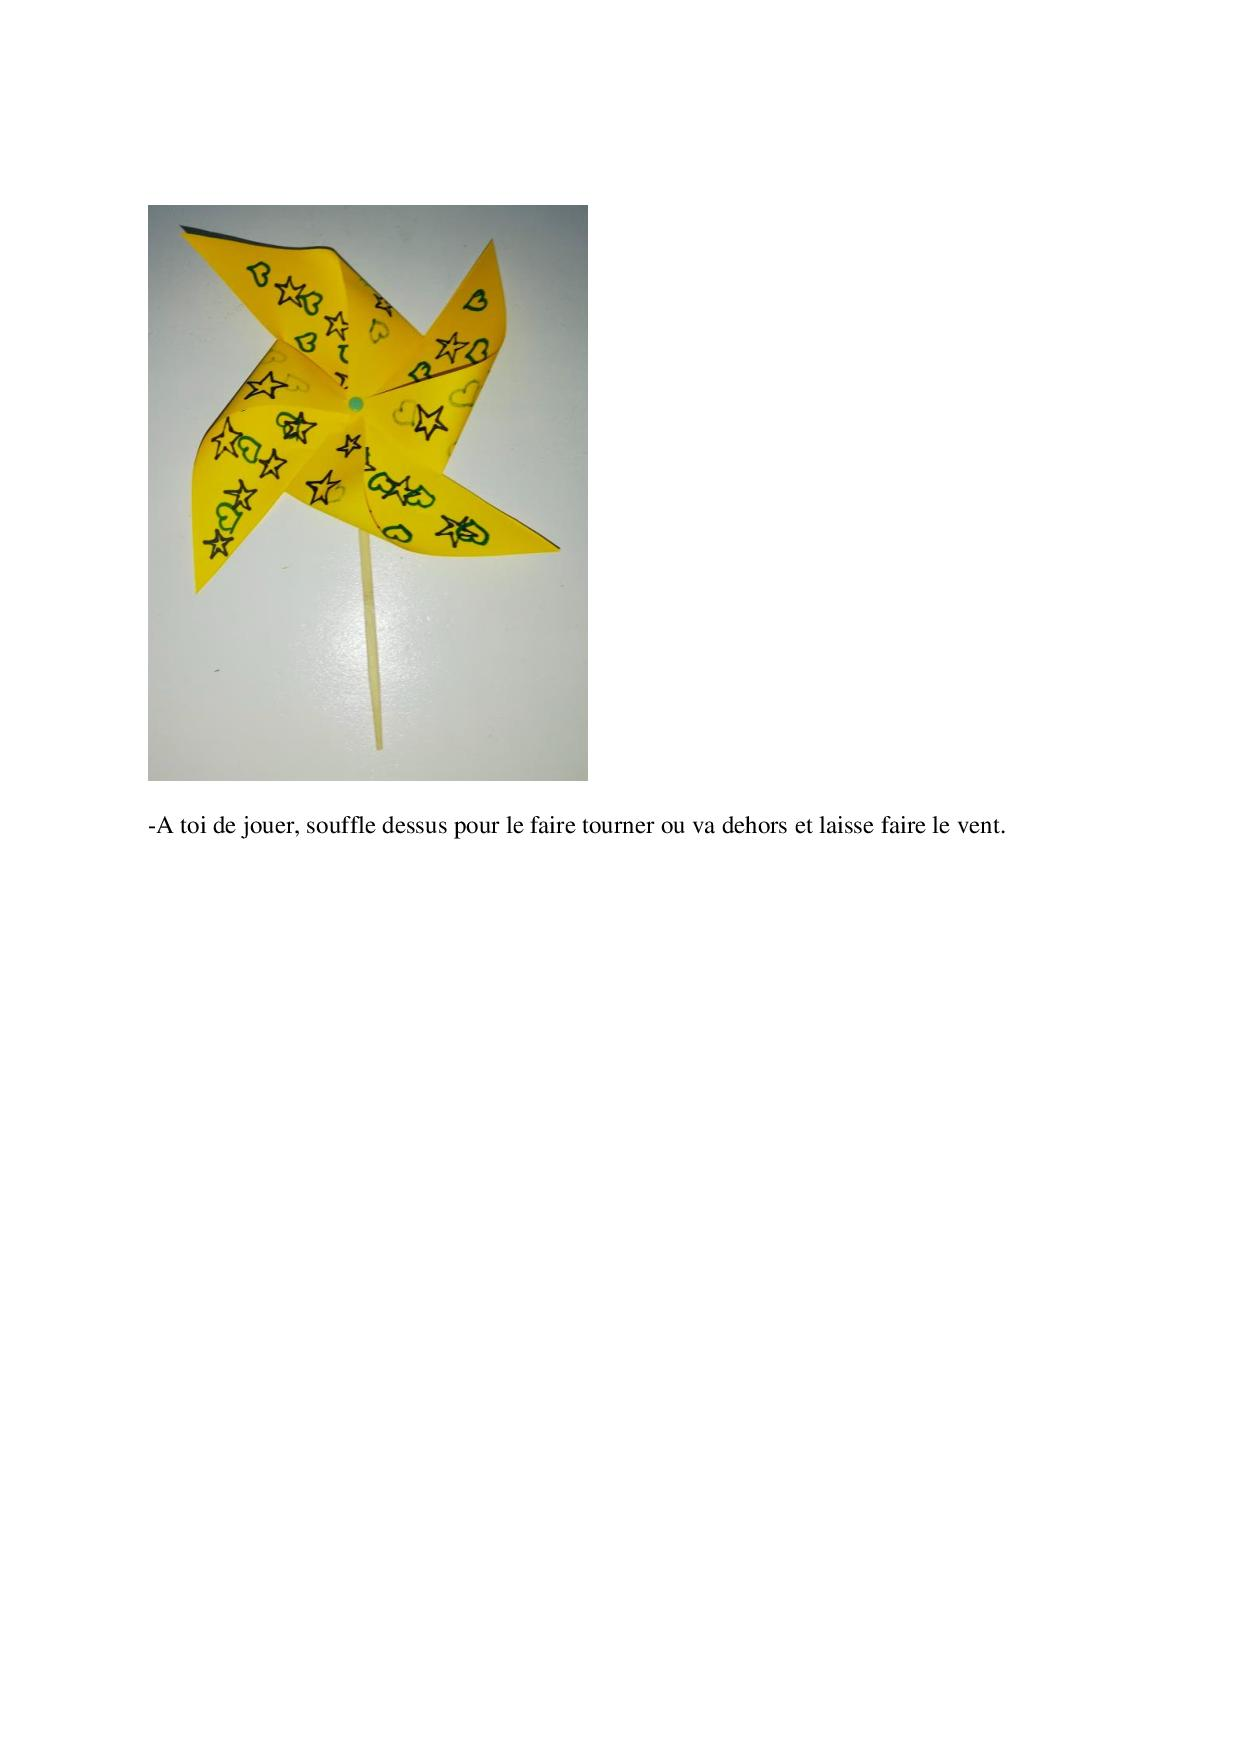 -A toi de jouer, souffle dessus pour le faire tourner ou va dehors et laisse faire le vent.